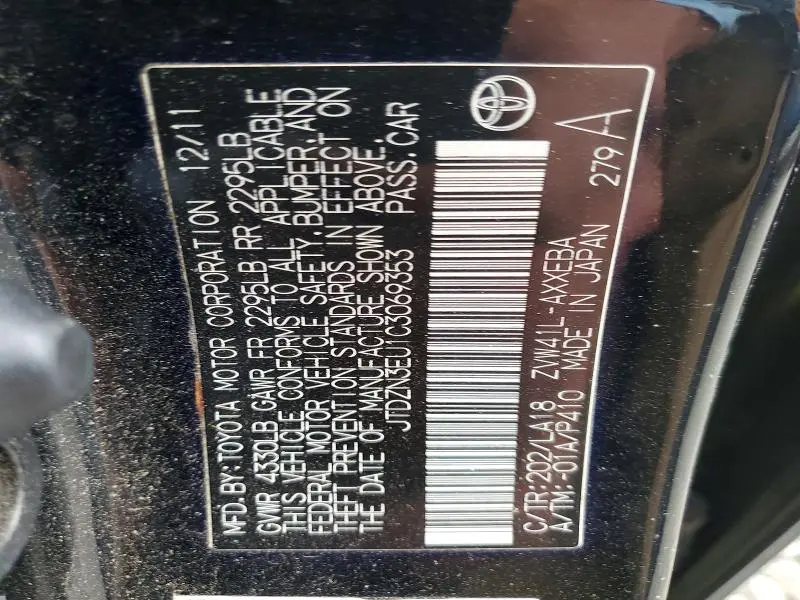 MFD.BY:TOYOTA MOTOR CORPORATION 12/11
GVWR 4330LB GAWR FR 2295LB RR 2295LB
THIS VEHICLE CONFORMS TO ALL APPLICABLE
FEDERAL MOTOR VEHICLE SAFETY,BUMPER,AND
THEFT PREVENTION STANDARDS IN EFFECT ON
THE DATE OF MANUFACTURE SHOWN ABOVE.
JTDZN3EU1C3069353 PASS.CAR
C/TR:202/LA18 ZVW41L-AXXEBA
A/TM:-01A/P410 MADE IN JAPAN 279A